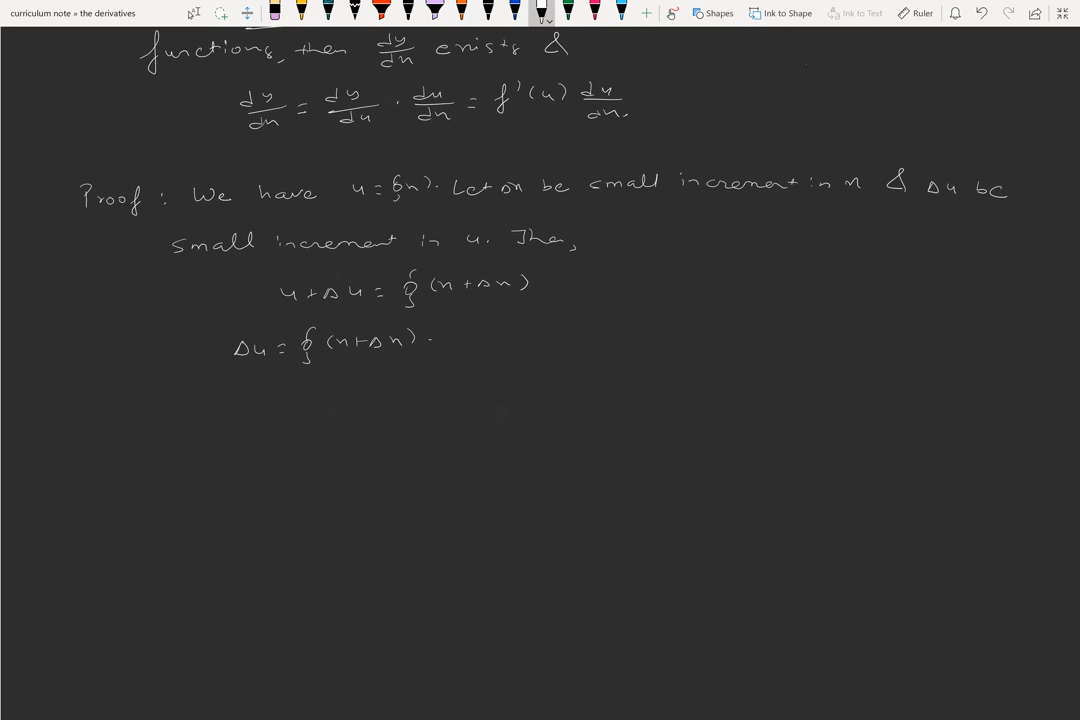 curriculum note » the derivatives Shapes Ink to Shape Ink to Text Ruler
functions, then dy/dx exists &
dy/dx = dy/du · du/dx = f'(u) du/dx.
Proof : We have u = g(x). Let Δx be small increment in x & Δu be
small increment in u. Then,
u + Δu = g(x + Δx)
Δu = g(x + Δx) -